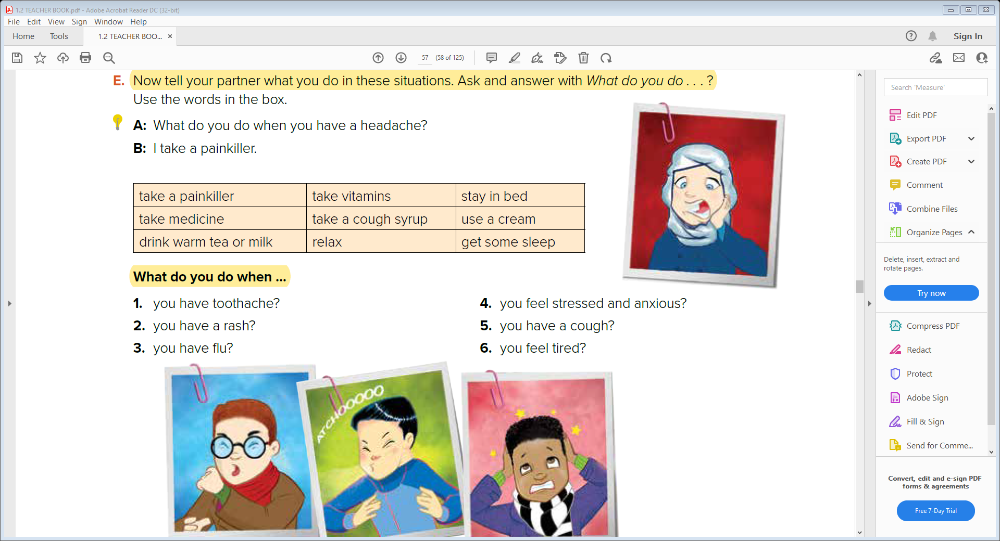 1.2 TEACHER BOOK.pdf - Adobe Acrobat Reader DC (32-bit)
File Edit View Sign Window Help
Home Tools 1.2 TEACHER BOO... × Sign In
57 (58 of 125)
E. Now tell your partner what you do in these situations. Ask and answer with What do you do . . . ?
Use the words in the box.
A: What do you do when you have a headache?
B: I take a painkiller.
take a painkiller take vitamins stay in bed
take medicine take a cough syrup use a cream
drink warm tea or milk relax get some sleep
What do you do when ...
1. you have toothache?
2. you have a rash?
3. you have flu?
4. you feel stressed and anxious?
5. you have a cough?
6. you feel tired?
ATCHOOOOOO
Search 'Measure'
Edit PDF
Export PDF
Create PDF
Comment
Combine Files
Organize Pages
Delete, insert, extract and
rotate pages.
Try now
Compress PDF
Redact
Protect
Adobe Sign
Fill & Sign
Send for Comme...
Convert, edit and e-sign PDF
forms & agreements
Free 7-Day Trial